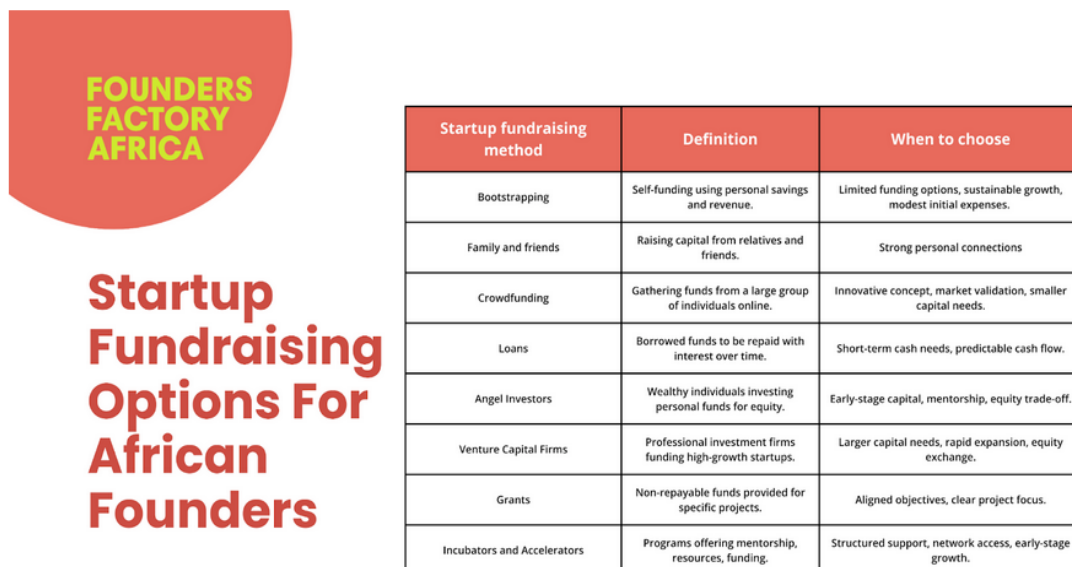 FOUNDERS
FACTORY
AFRICA
Startup
Fundraising
Options For
African
Founders
Startup fundraising
method
Definition
When to choose
Bootstrapping
Self-funding using personal savings
and revenue.
Limited funding options, sustainable growth,
modest initial expenses.
Family and friends
Raising capital from relatives and
friends.
Strong personal connections
Crowdfunding
Gathering funds from a large group
of individuals online.
Innovative concept, market validation, smaller
capital needs.
Loans
Borrowed funds to be repaid with
interest over time.
Short-term cash needs, predictable cash flow.
Angel Investors
Wealthy individuals investing
personal funds for equity.
Early-stage capital, mentorship, equity trade-off.
Venture Capital Firms
Professional investment firms
funding high-growth startups.
Larger capital needs, rapid expansion, equity
exchange.
Grants
Non-repayable funds provided for
specific projects.
Aligned objectives, clear project focus.
Incubators and Accelerators
Programs offering mentorship,
resources, funding.
Structured support, network access, early-stage
growth.